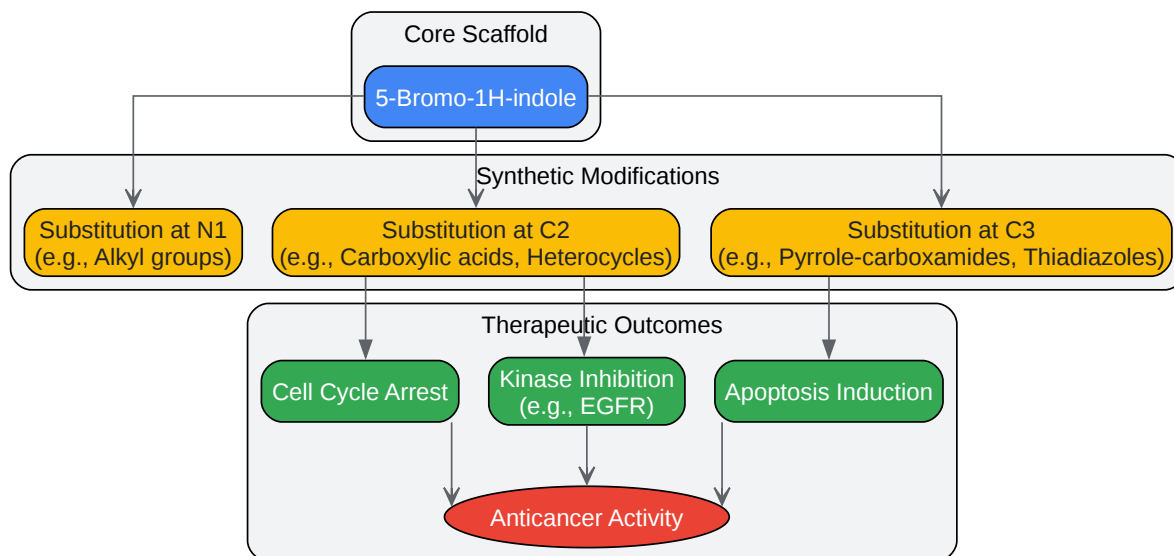 Core Scaffold
5-Bromo-1H-indole
Synthetic Modifications
Substitution at N1
(e.g., Alkyl groups)
Substitution at C2
(e.g., Carboxylic acids, Heterocycles)
Substitution at C3
(e.g., Pyrrole-carboxamides, Thiadiazoles)
Therapeutic Outcomes
Cell Cycle Arrest
Kinase Inhibition
(e.g., EGFR)
Apoptosis Induction
Anticancer Activity